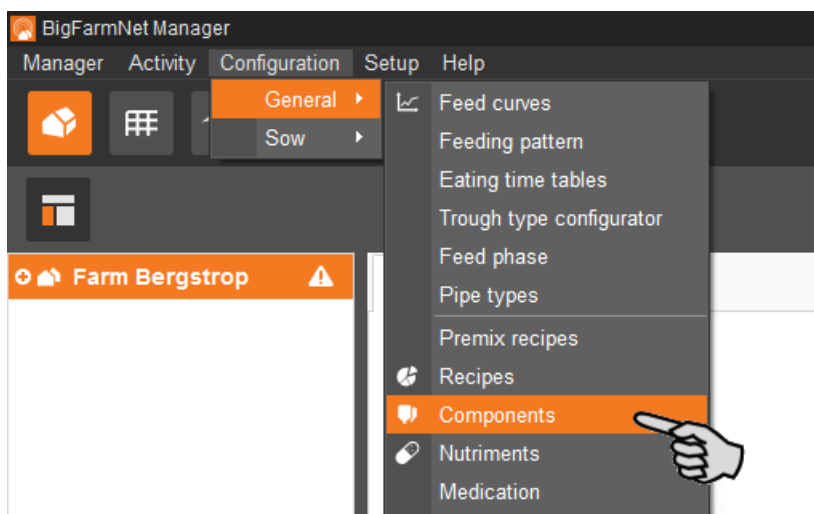 BigFarmNet Manager
Manager Activity Configuration Setup Help
General
Sow
Feed curves
Feeding pattern
Eating time tables
Trough type configurator
Feed phase
Pipe types
Premix recipes
Recipes
Components
Nutriments
Medication
Farm Bergstrop